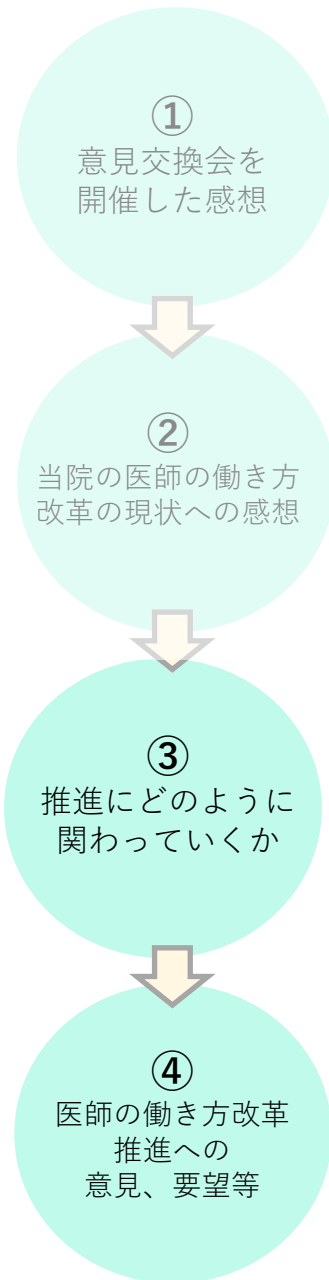 ①
意見交換会を
開催した感想
②
当院の医師の働き方
改革の現状への感想
③
推進にどのように
関わっていくか
④
医師の働き方改革
推進への
意見、要望等